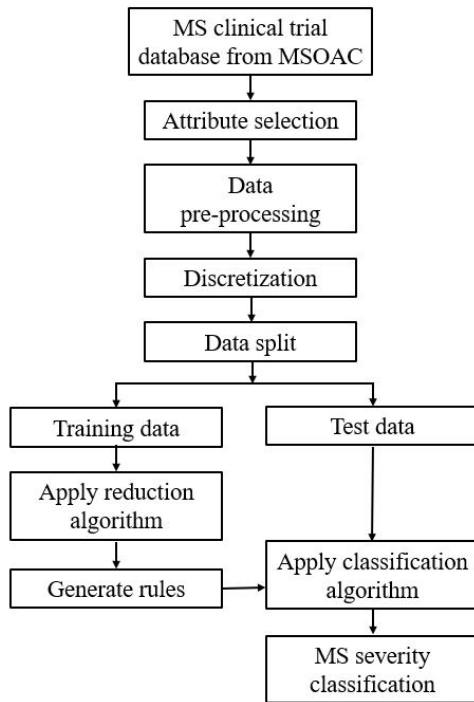 MS clinical trial
database from MSOAC
Attribute selection
Data
pre-processing
Discretization
Data split
Training data
Test data
Apply reduction
algorithm
Generate rules
Apply classification
algorithm
MS severity
classification